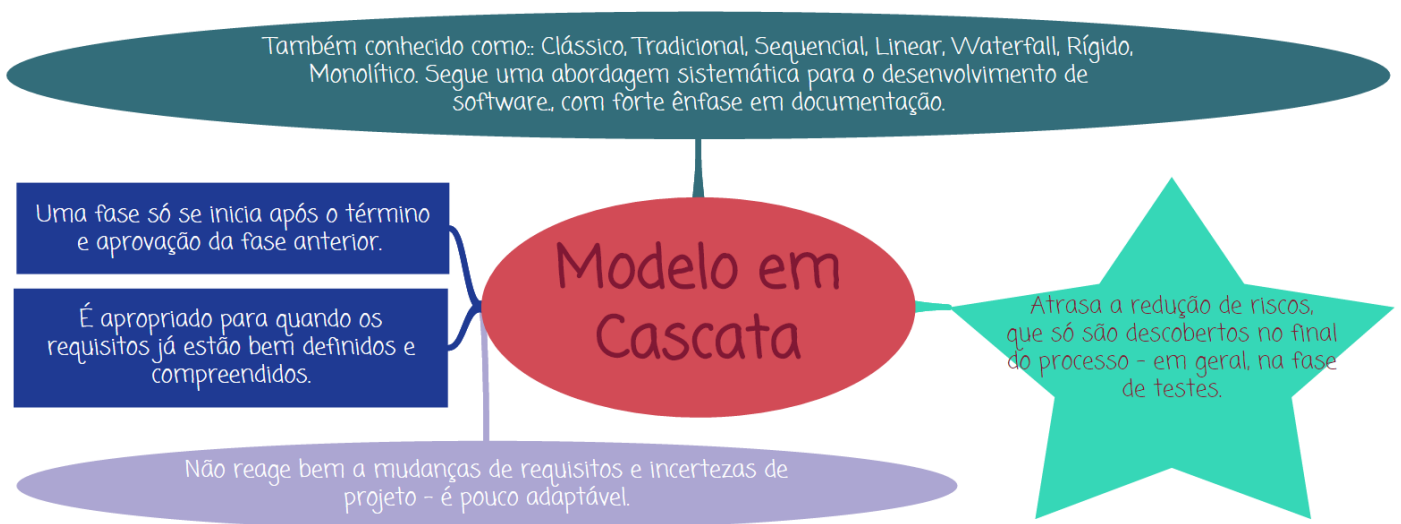 Também conhecido como:: Clássico, Tradicional, Sequencial, Linear, Waterfall, Rígido,
Monolítico. Segue uma abordagem sistemática para o desenvolvimento de
software., com forte ênfase em documentação.
Uma fase só se inicia após o término
e aprovação da fase anterior.
É apropriado para quando os
requisitos já estão bem definidos e
compreendidos.
Modelo em
Cascata
Atrasa a redução de riscos,
que só são descobertos no final
do processo - em geral, na fase
de testes.
Não reage bem a mudanças de requisitos e incertezas de
projeto - é pouco adaptável.